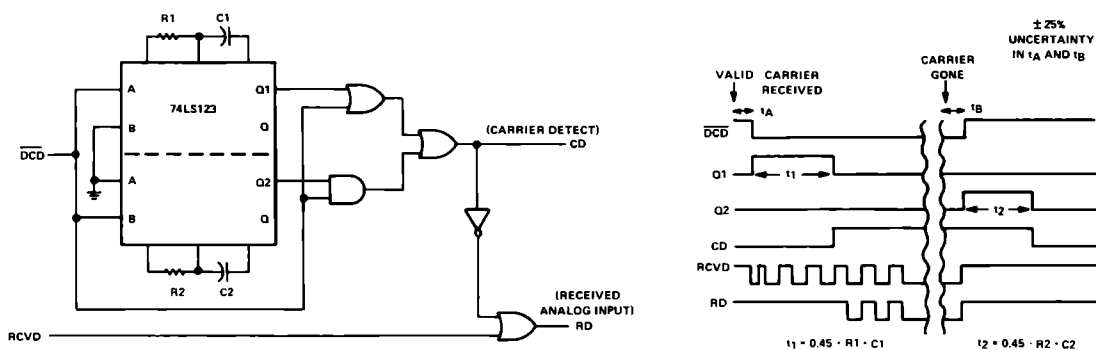 R1
C1
A
74LS123
Q1
B
Q
(CARRIER DETECT)
CD
DCD
A
Q2
B
Q
R2
C2
(RECEIVED
ANALOG INPUT)
RD
RCVD
±25%
UNCERTAINTY
IN tA AND tB
VALID CARRIER
RECEIVED
CARRIER
GONE
tA
tB
DCD
Q1
t1
Q2
t2
CD
RCVD
RD
t1 = 0.45 · R1 · C1
t2 = 0.45 · R2 · C2